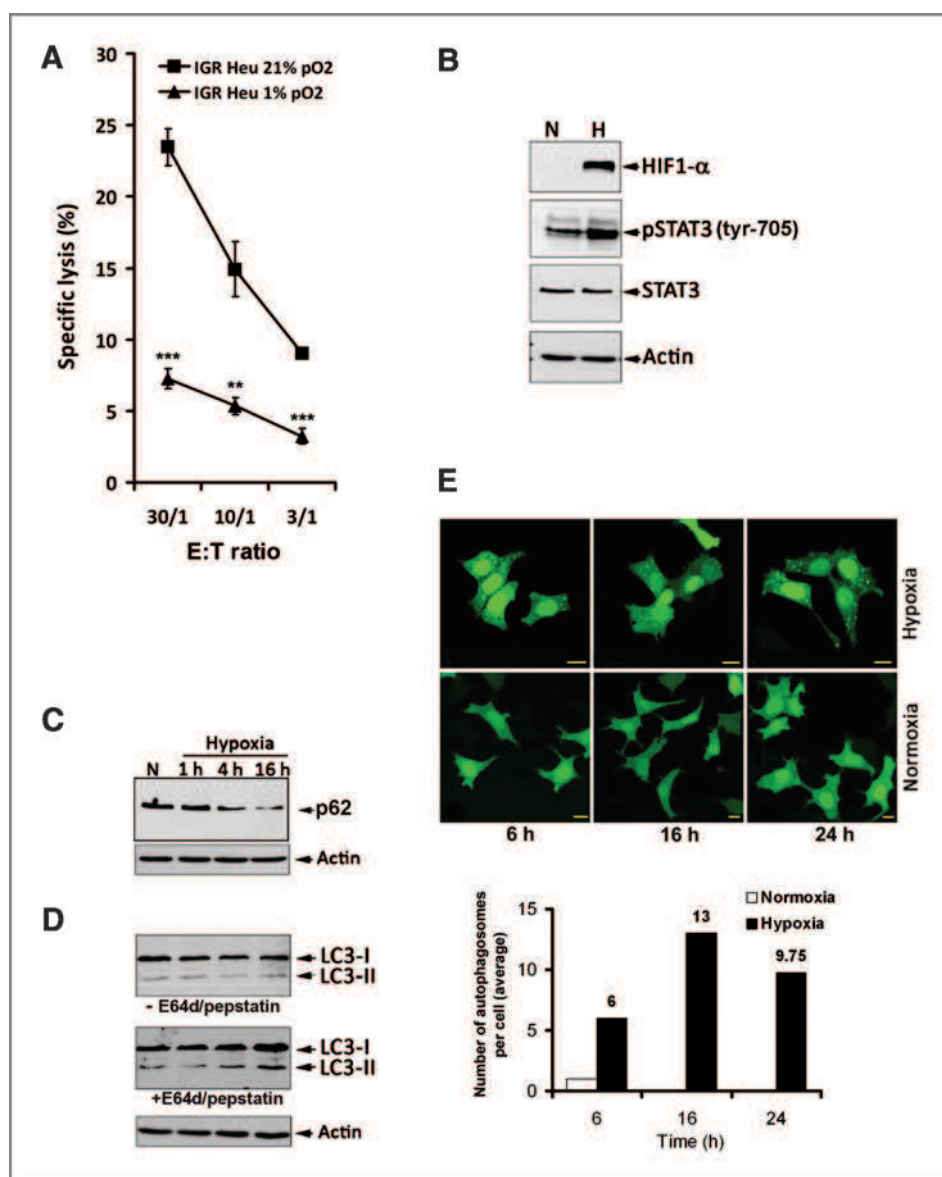 A
30
25
20
15
10
5
0
Specific lysis (%)
IGR Heu 21% pO2
IGR Heu 1% pO2
***
**
***
30/1 10/1 3/1
E:T ratio
B
N H
HIF1-α
pSTAT3 (tyr-705)
STAT3
Actin
C
Hypoxia
N 1 h 4 h 16 h
p62
Actin
D
LC3-I
LC3-II
- E64d/pepstatin
LC3-I
LC3-II
+E64d/pepstatin
Actin
E
Hypoxia
Normoxia
6 h 16 h 24 h
Number of autophagosomes
per cell (average)
15
10
5
0
Normoxia
Hypoxia
6
13
9.75
6 16 24
Time (h)